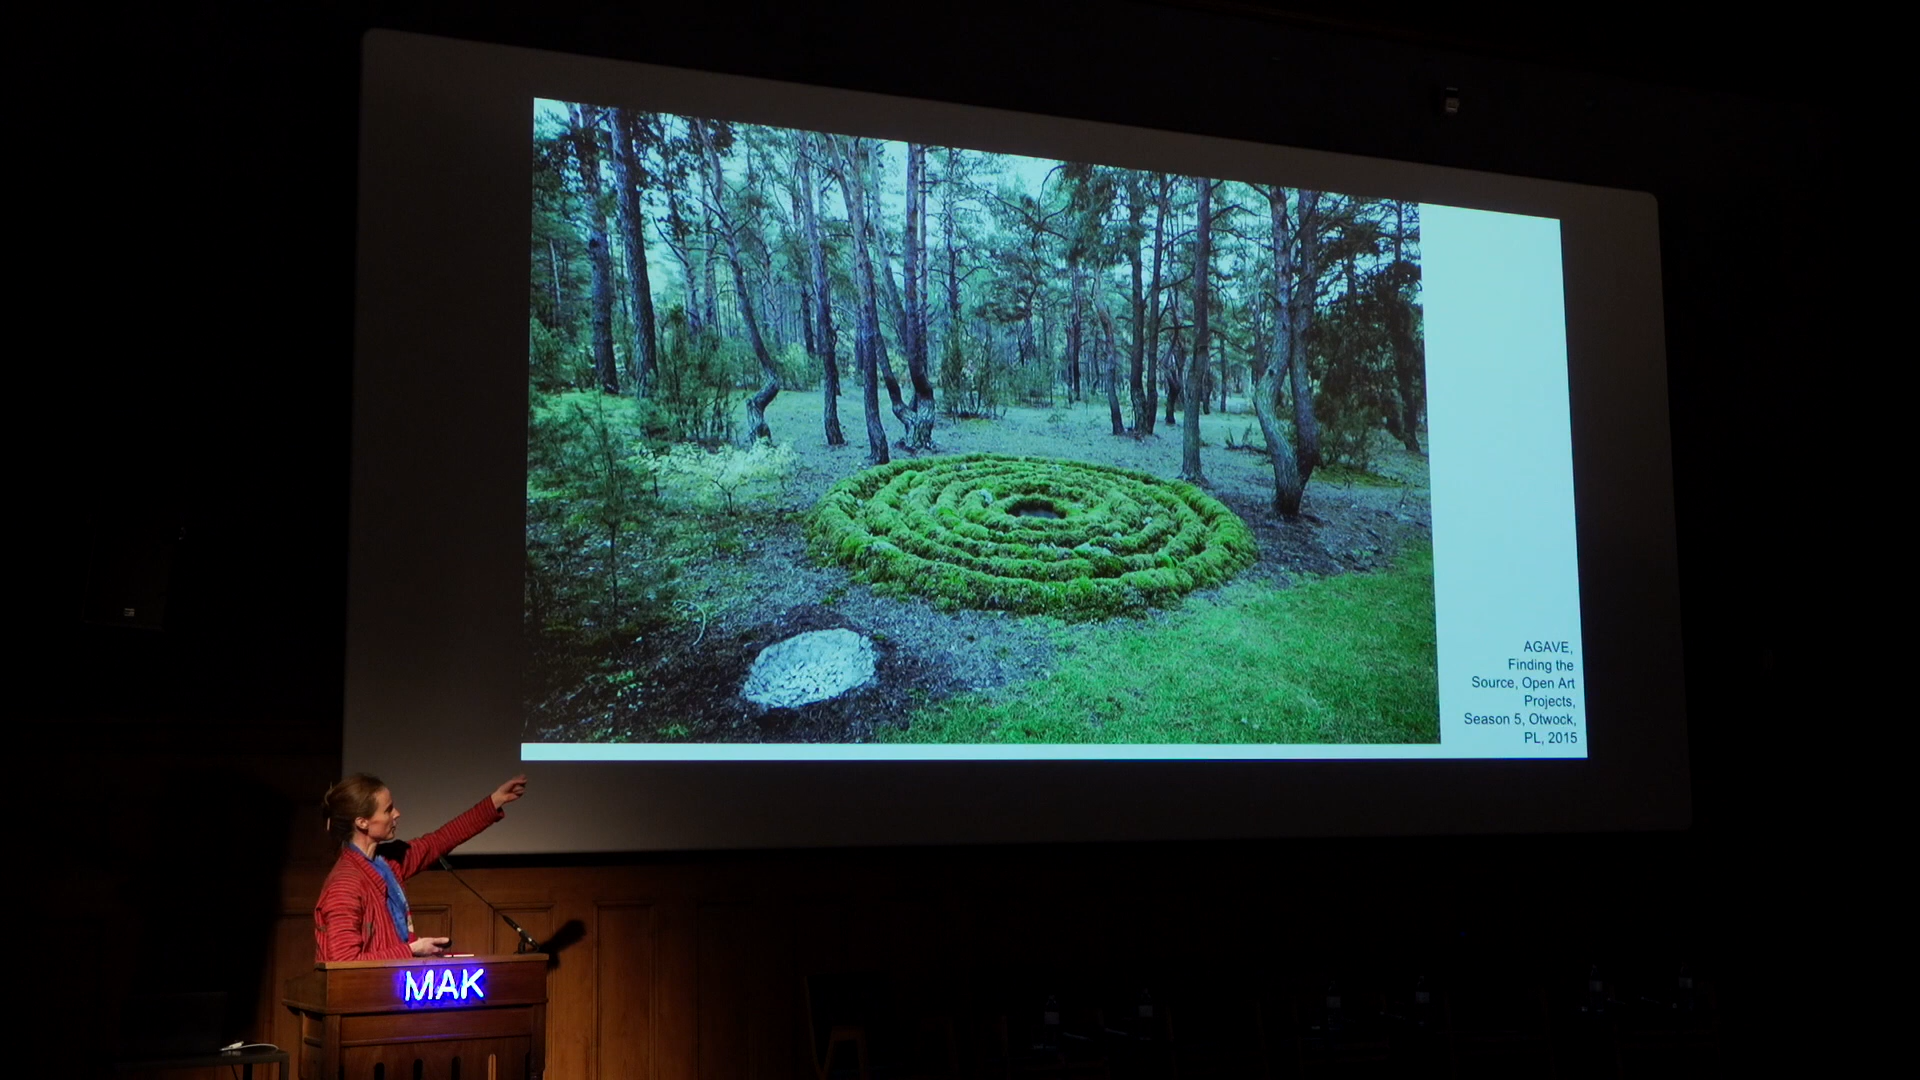 AGAVE,
Finding the
Source, Open Art
Projects,
Season 5, Otwock,
PL, 2015
MAK